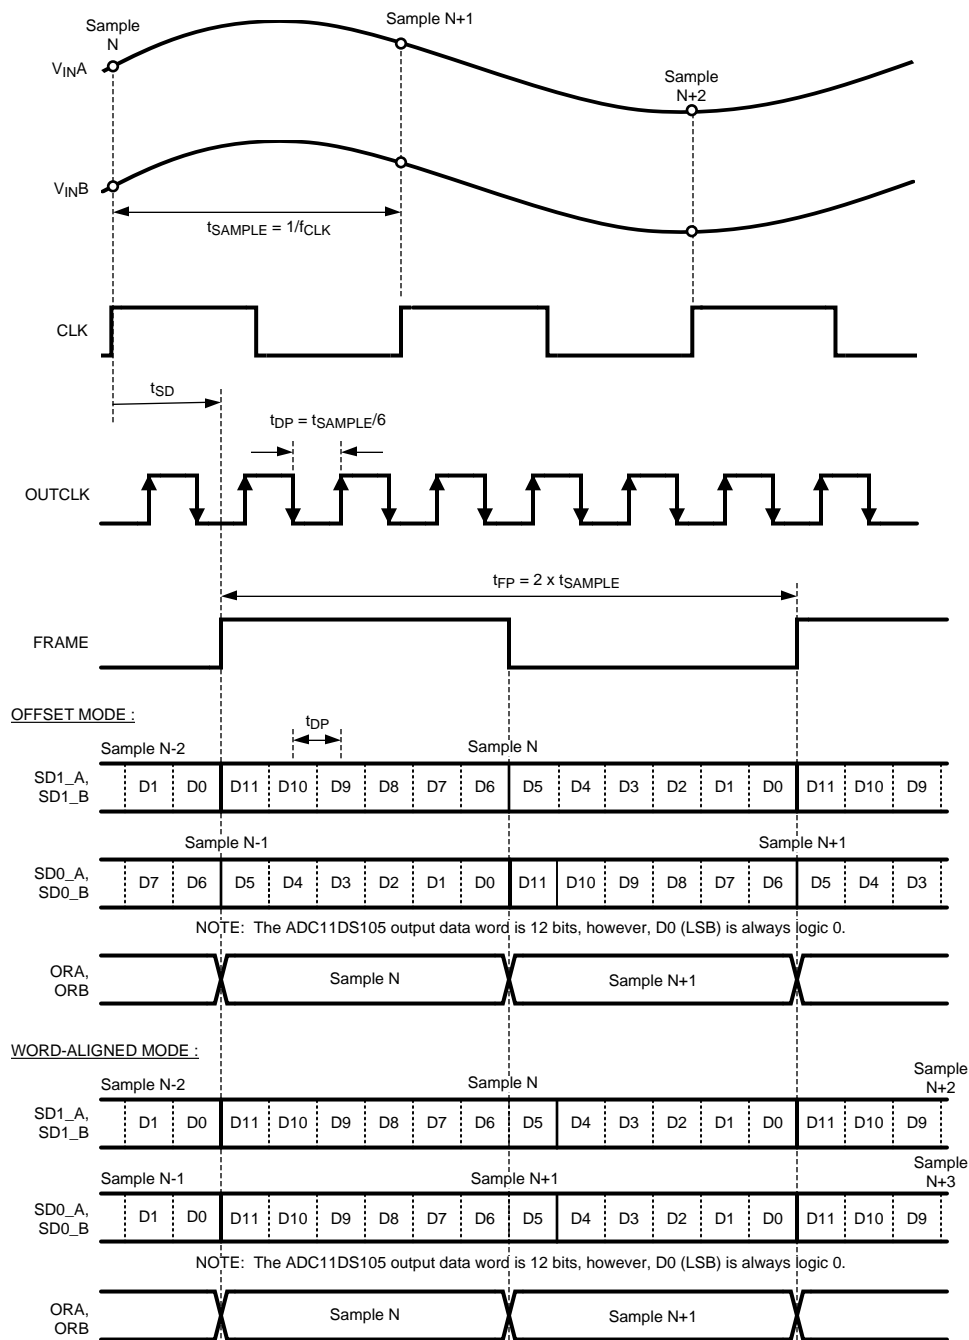 Sample
N
Sample N+1
VINA
Sample
N+2
VINB
tSAMPLE = 1/fCLK
CLK
tSD
tDP = tSAMPLE/6
OUTCLK
tFP = 2 x tSAMPLE
FRAME
OFFSET MODE :
tDP
Sample N-2 Sample N
SD1_A,
SD1_B
D1 D0 D11 D10 D9 D8 D7 D6 D5 D4 D3 D2 D1 D0 D11 D10 D9
Sample N-1 Sample N+1
SD0_A,
SD0_B
D7 D6 D5 D4 D3 D2 D1 D0 D11 D10 D9 D8 D7 D6 D5 D4 D3
NOTE: The ADC11DS105 output data word is 12 bits, however, D0 (LSB) is always logic 0.
ORA,
ORB
Sample N Sample N+1
WORD-ALIGNED MODE :
Sample N-2 Sample N Sample
N+2
SD1_A,
SD1_B
D1 D0 D11 D10 D9 D8 D7 D6 D5 D4 D3 D2 D1 D0 D11 D10 D9
Sample N-1 Sample N+1 Sample
N+3
SD0_A,
SD0_B
D1 D0 D11 D10 D9 D8 D7 D6 D5 D4 D3 D2 D1 D0 D11 D10 D9
NOTE: The ADC11DS105 output data word is 12 bits, however, D0 (LSB) is always logic 0.
ORA,
ORB
Sample N Sample N+1